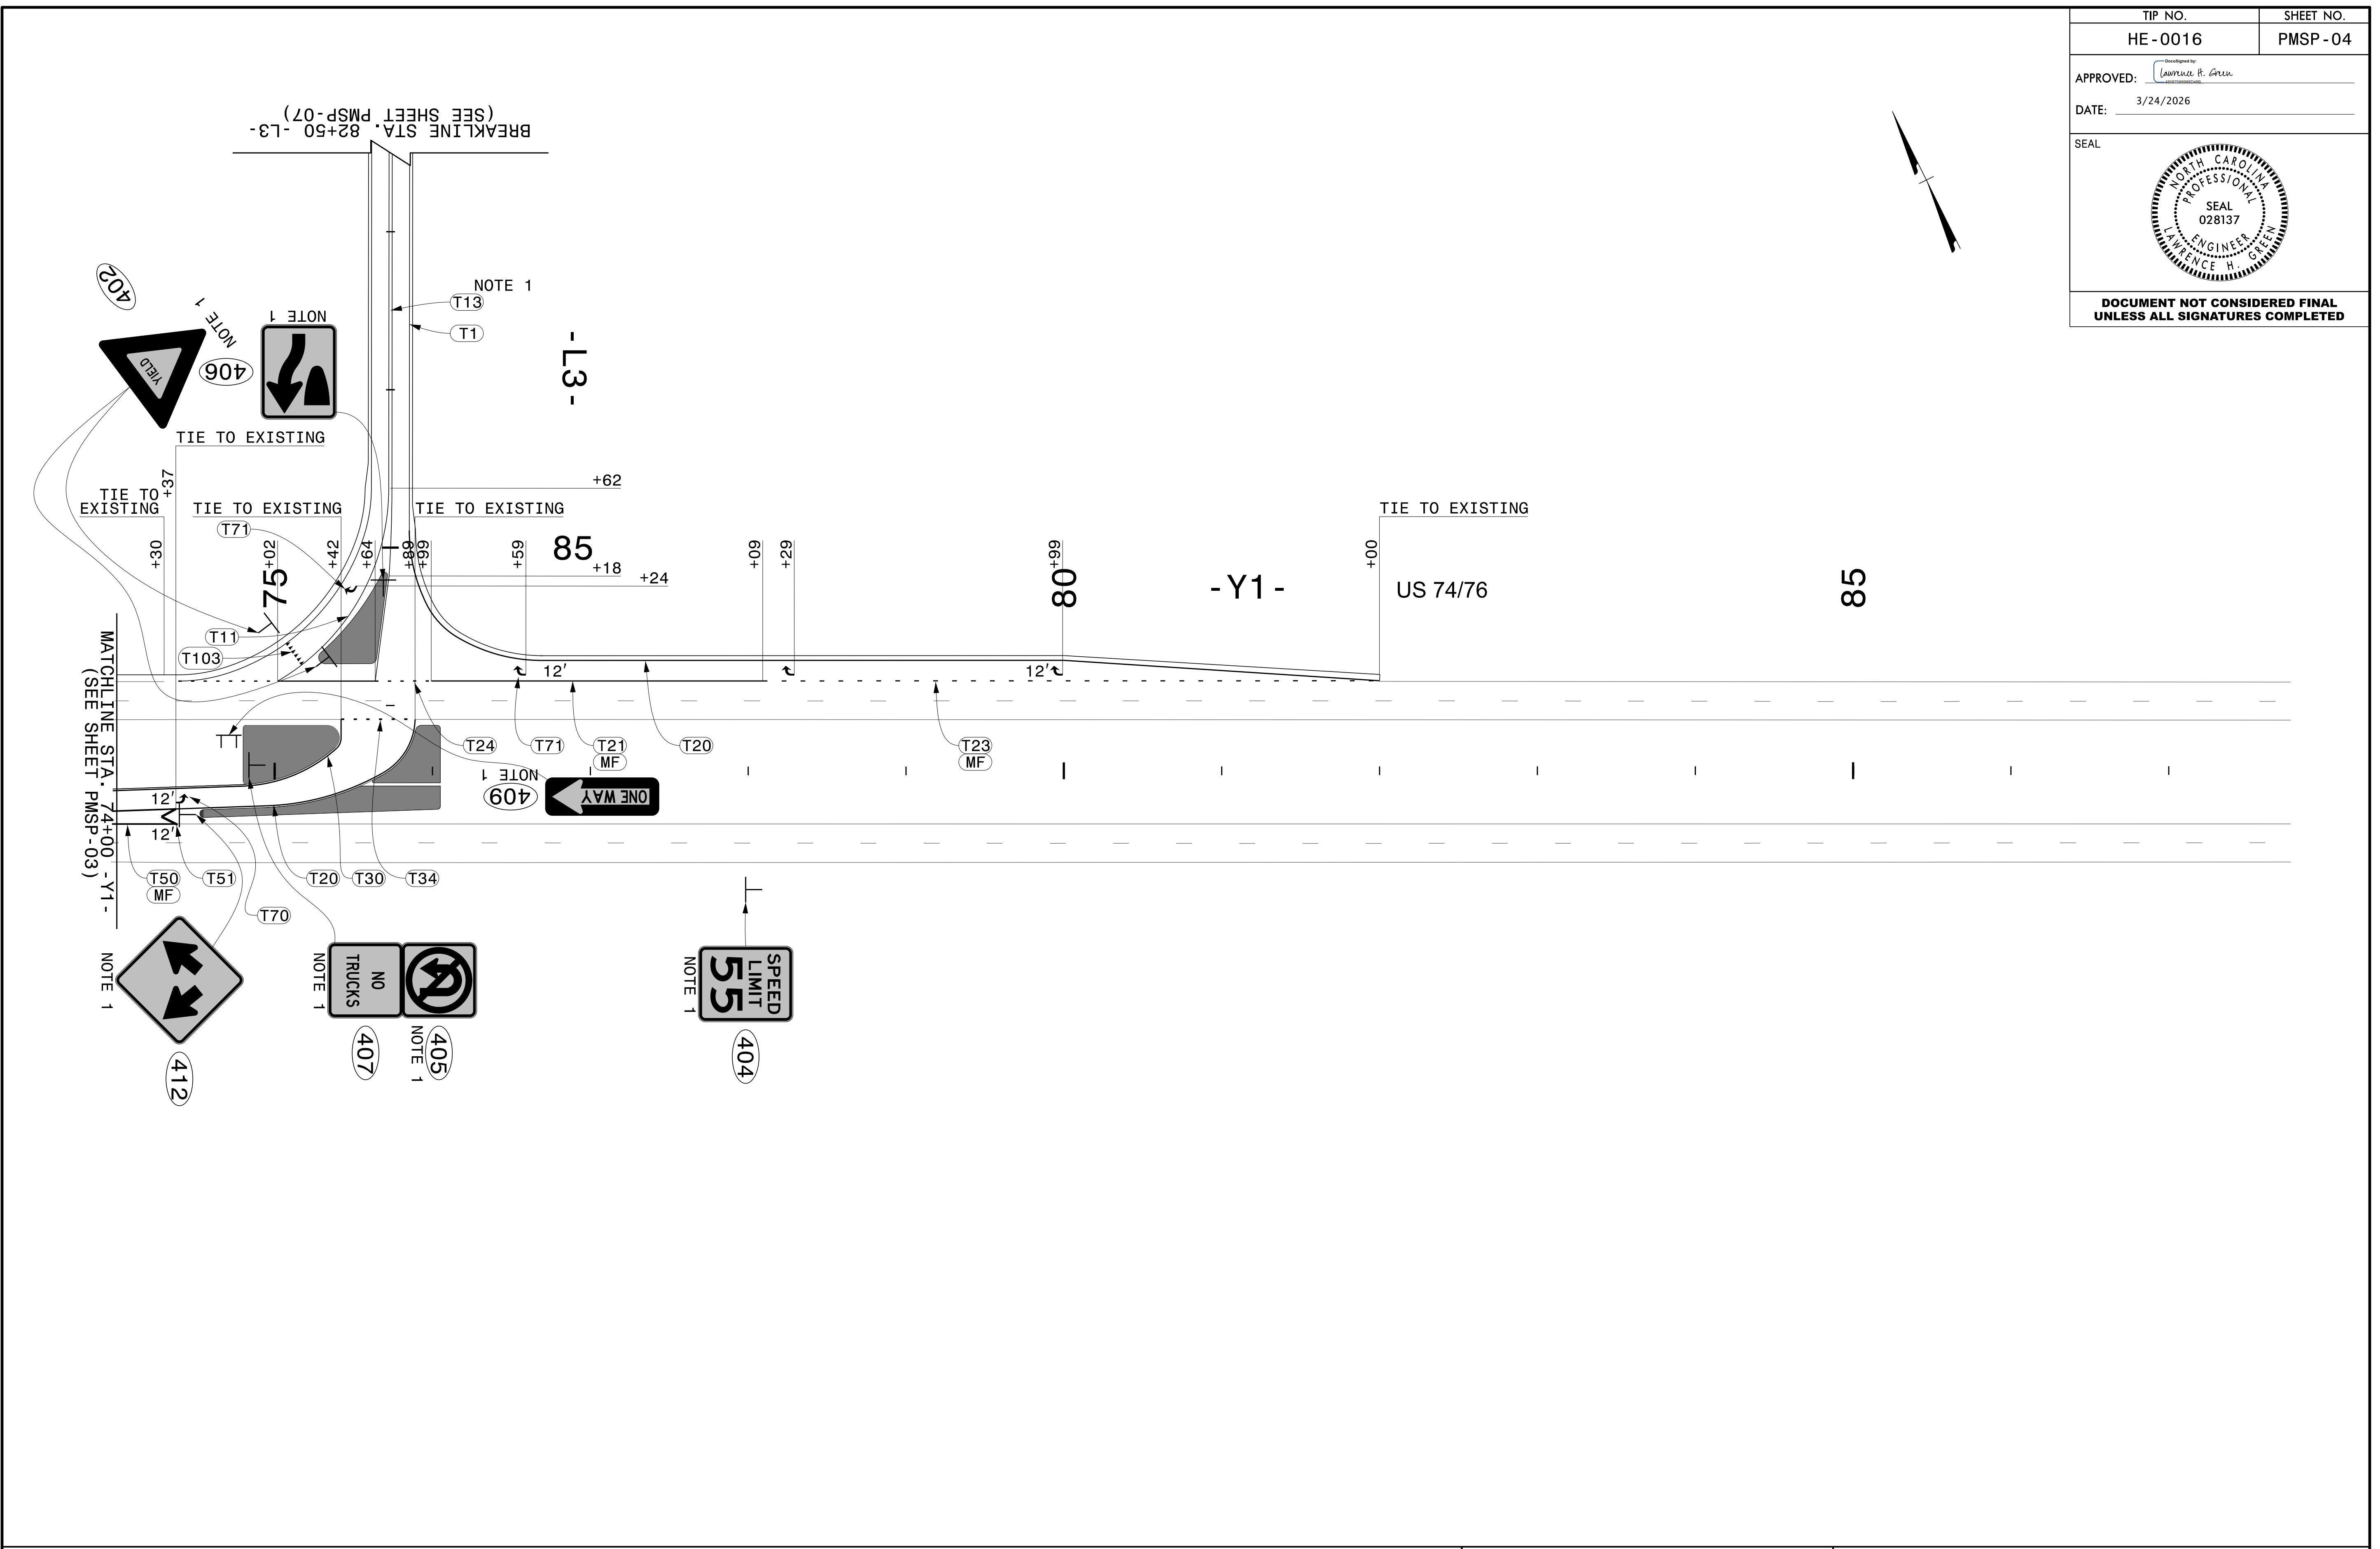 TIP NO.
SHEET NO.
HE-0016
PMSP-04
APPROVED:
DocuSigned by:
Lawrence H. Green
DATE:
3/24/2026
SEAL
NORTH CAROLINA
PROFESSIONAL
SEAL
028137
ENGINEER
LAWRENCE H. GREEN
DOCUMENT NOT CONSIDERED FINAL
UNLESS ALL SIGNATURES COMPLETED
BREAKLINE STA. 82+50 -L3-
(SEE SHEET PMSP-07)
NOTE 1
T13
T1
-L3-
402
NOTE 1
YIELD
406
NOTE 1
TIE TO EXISTING
+37
TIE TO
EXISTING
+30
TIE TO EXISTING
TIE TO EXISTING
TIE TO EXISTING
T71
+62
+02
+42
+64
+89
+99
+59
+09
+29
+99
+00
85
+18
+24
75
80
-Y1-
US 74/76
85
T11
T103
12'
12'
T24
T71
T21
MF
T20
T23
MF
NOTE 1
409
ONE WAY
MATCHLINE STA. 74+00 -Y1-
(SEE SHEET PMSP-03)
12'
12'
T50
MF
T51
T20
T30
T34
T70
NOTE 1
412
NOTE 1
NO
TRUCKS
407
NOTE 1
405
SPEED
LIMIT
55
NOTE 1
404